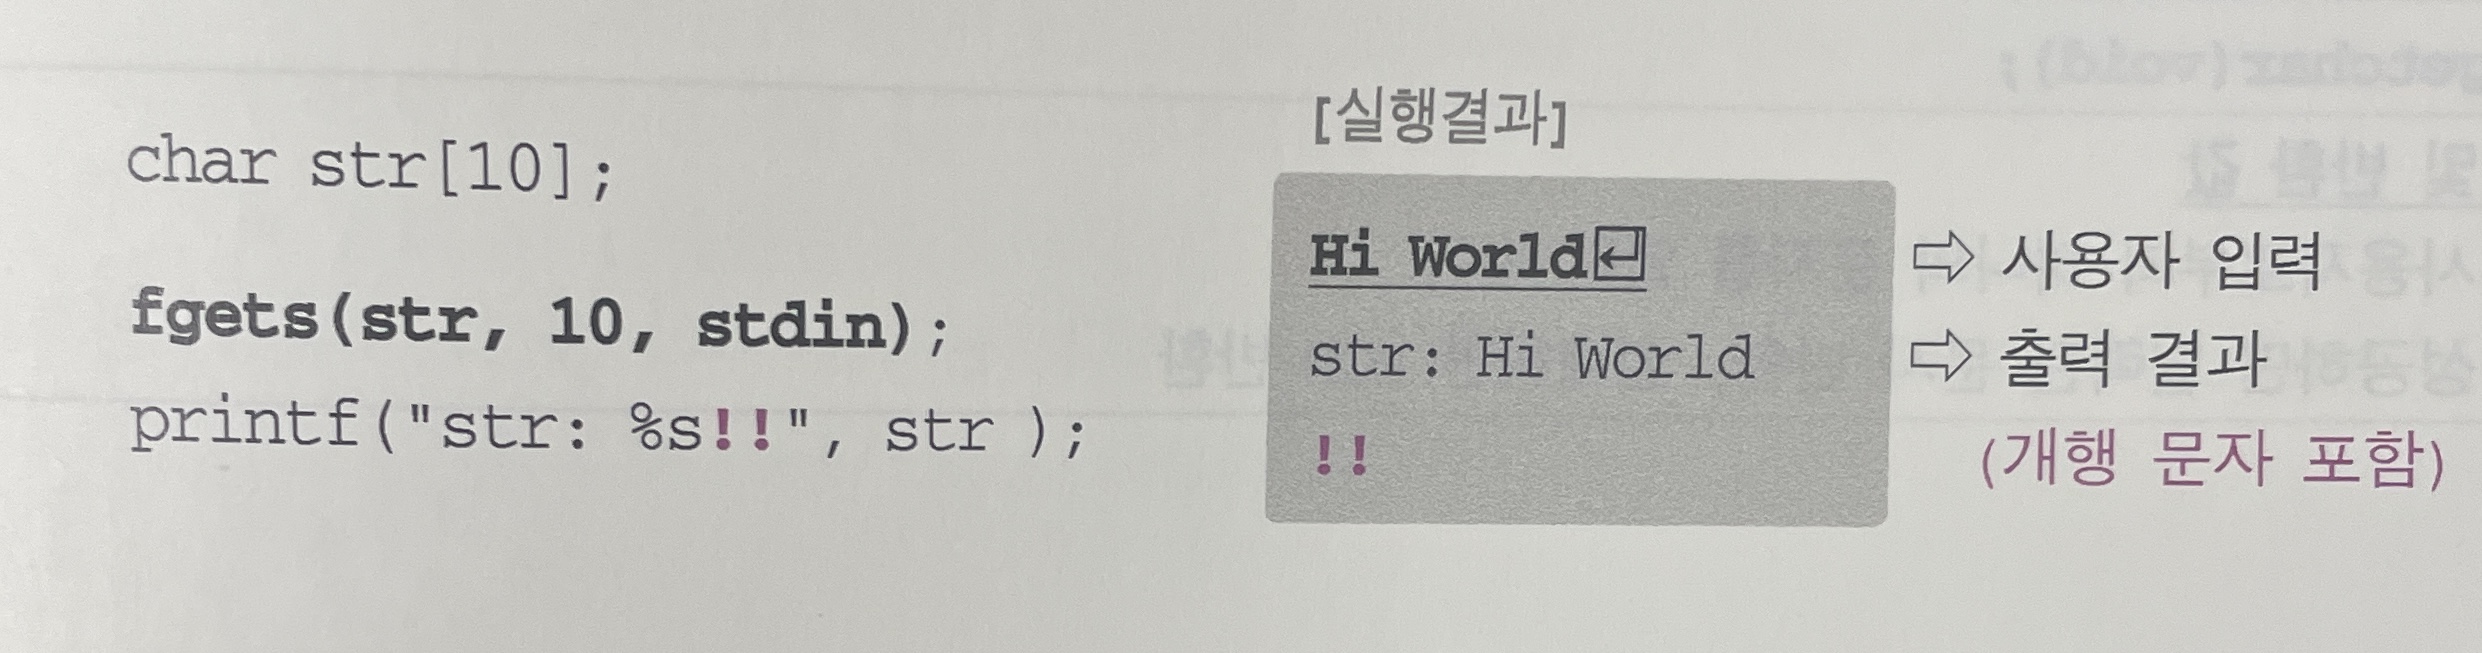 char str[10];
fgets(str, 10, stdin);
printf("str: %s!!", str );
[실행결과]
Hi World↵ ⇨ 사용자 입력
str: Hi World ⇨ 출력 결과
!! (개행 문자 포함)